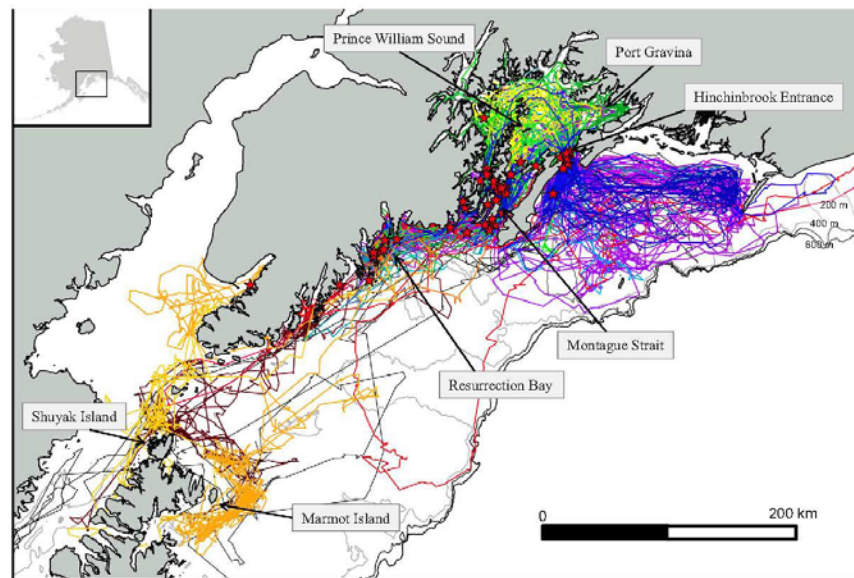 Prince William Sound
Port Gravina
Hinchinbrook Entrance
200 m
400 m
600 m
Montague Strait
Resurrection Bay
Shuyak Island
Marmot Island
0
200 km